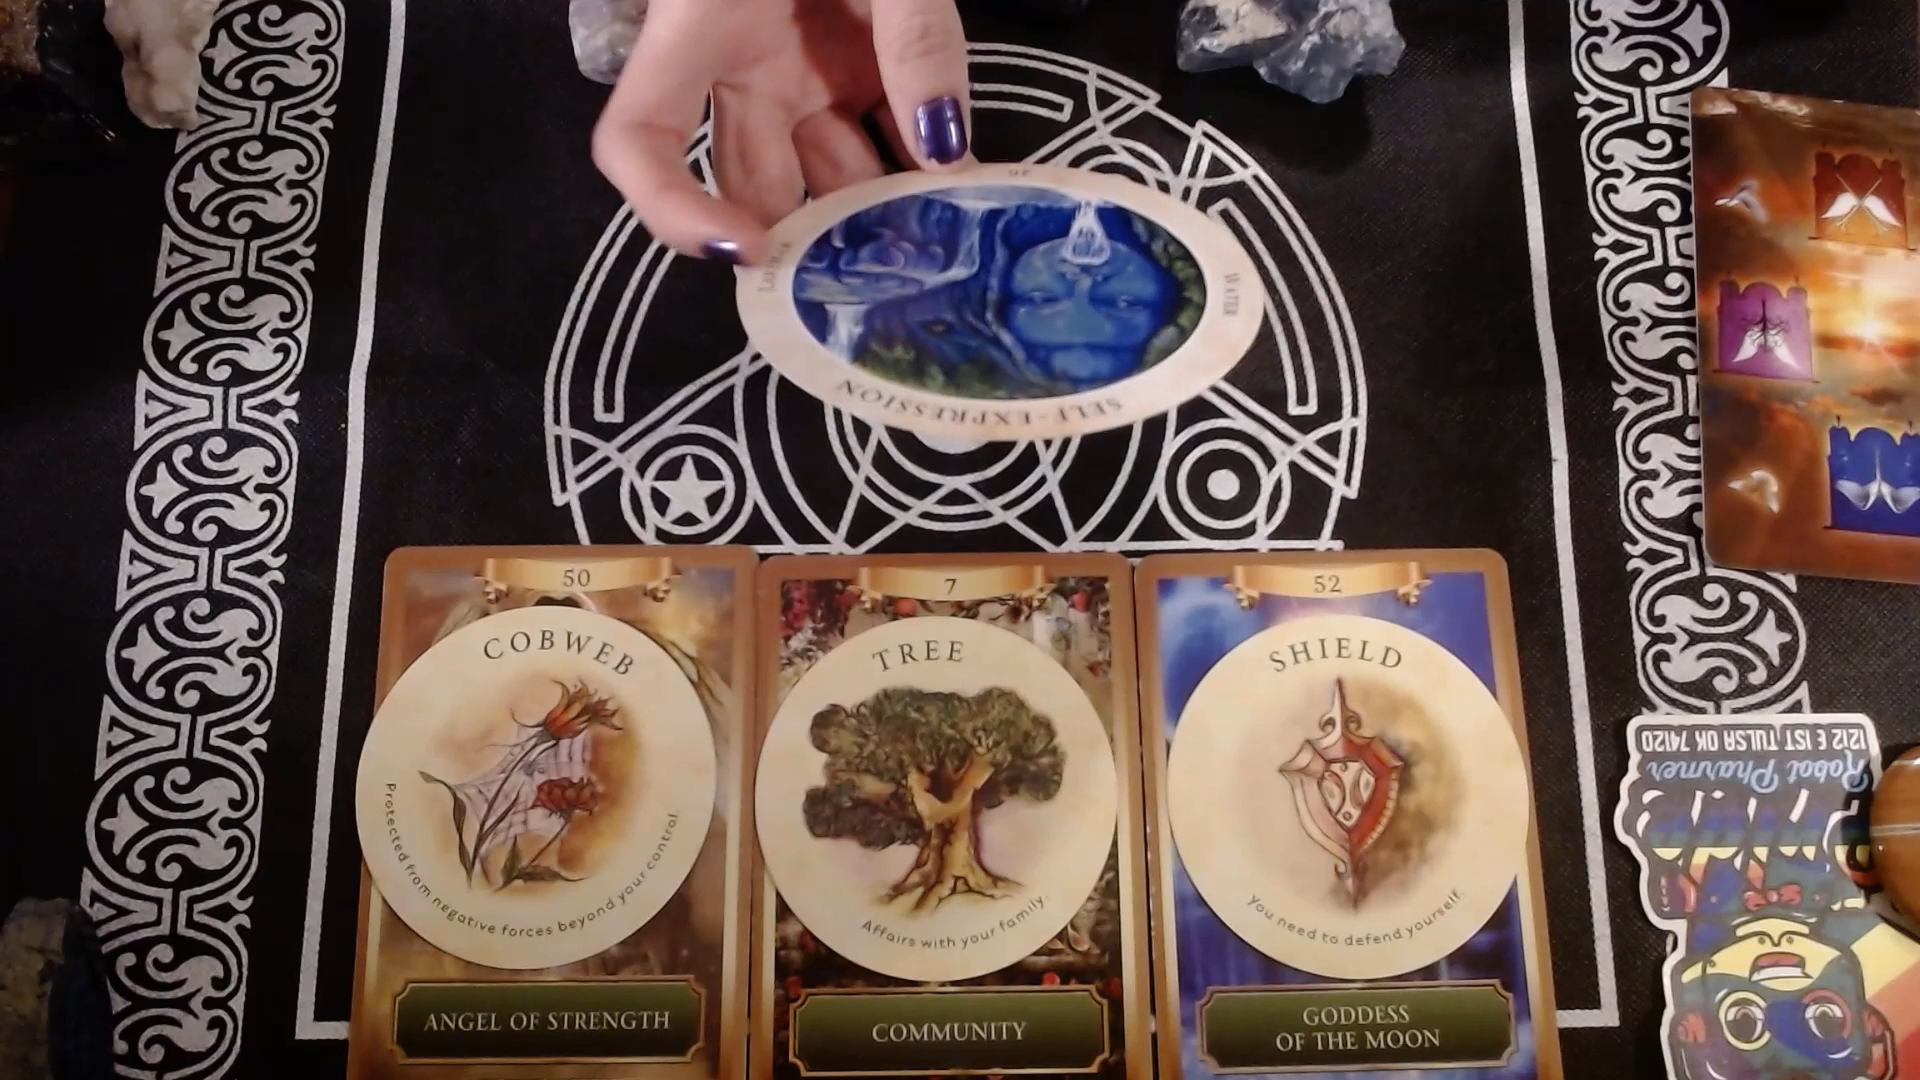 26
WATER
SELF-EXPRESSION
50
COBWEB
Protected from negative forces beyond your control.
ANGEL OF STRENGTH
7
TREE
Affairs with your family.
COMMUNITY
52
SHIELD
You need to defend yourself.
GODDESS
OF THE MOON
1212 E 1ST TULSA OK 74120
Robot Pharmer